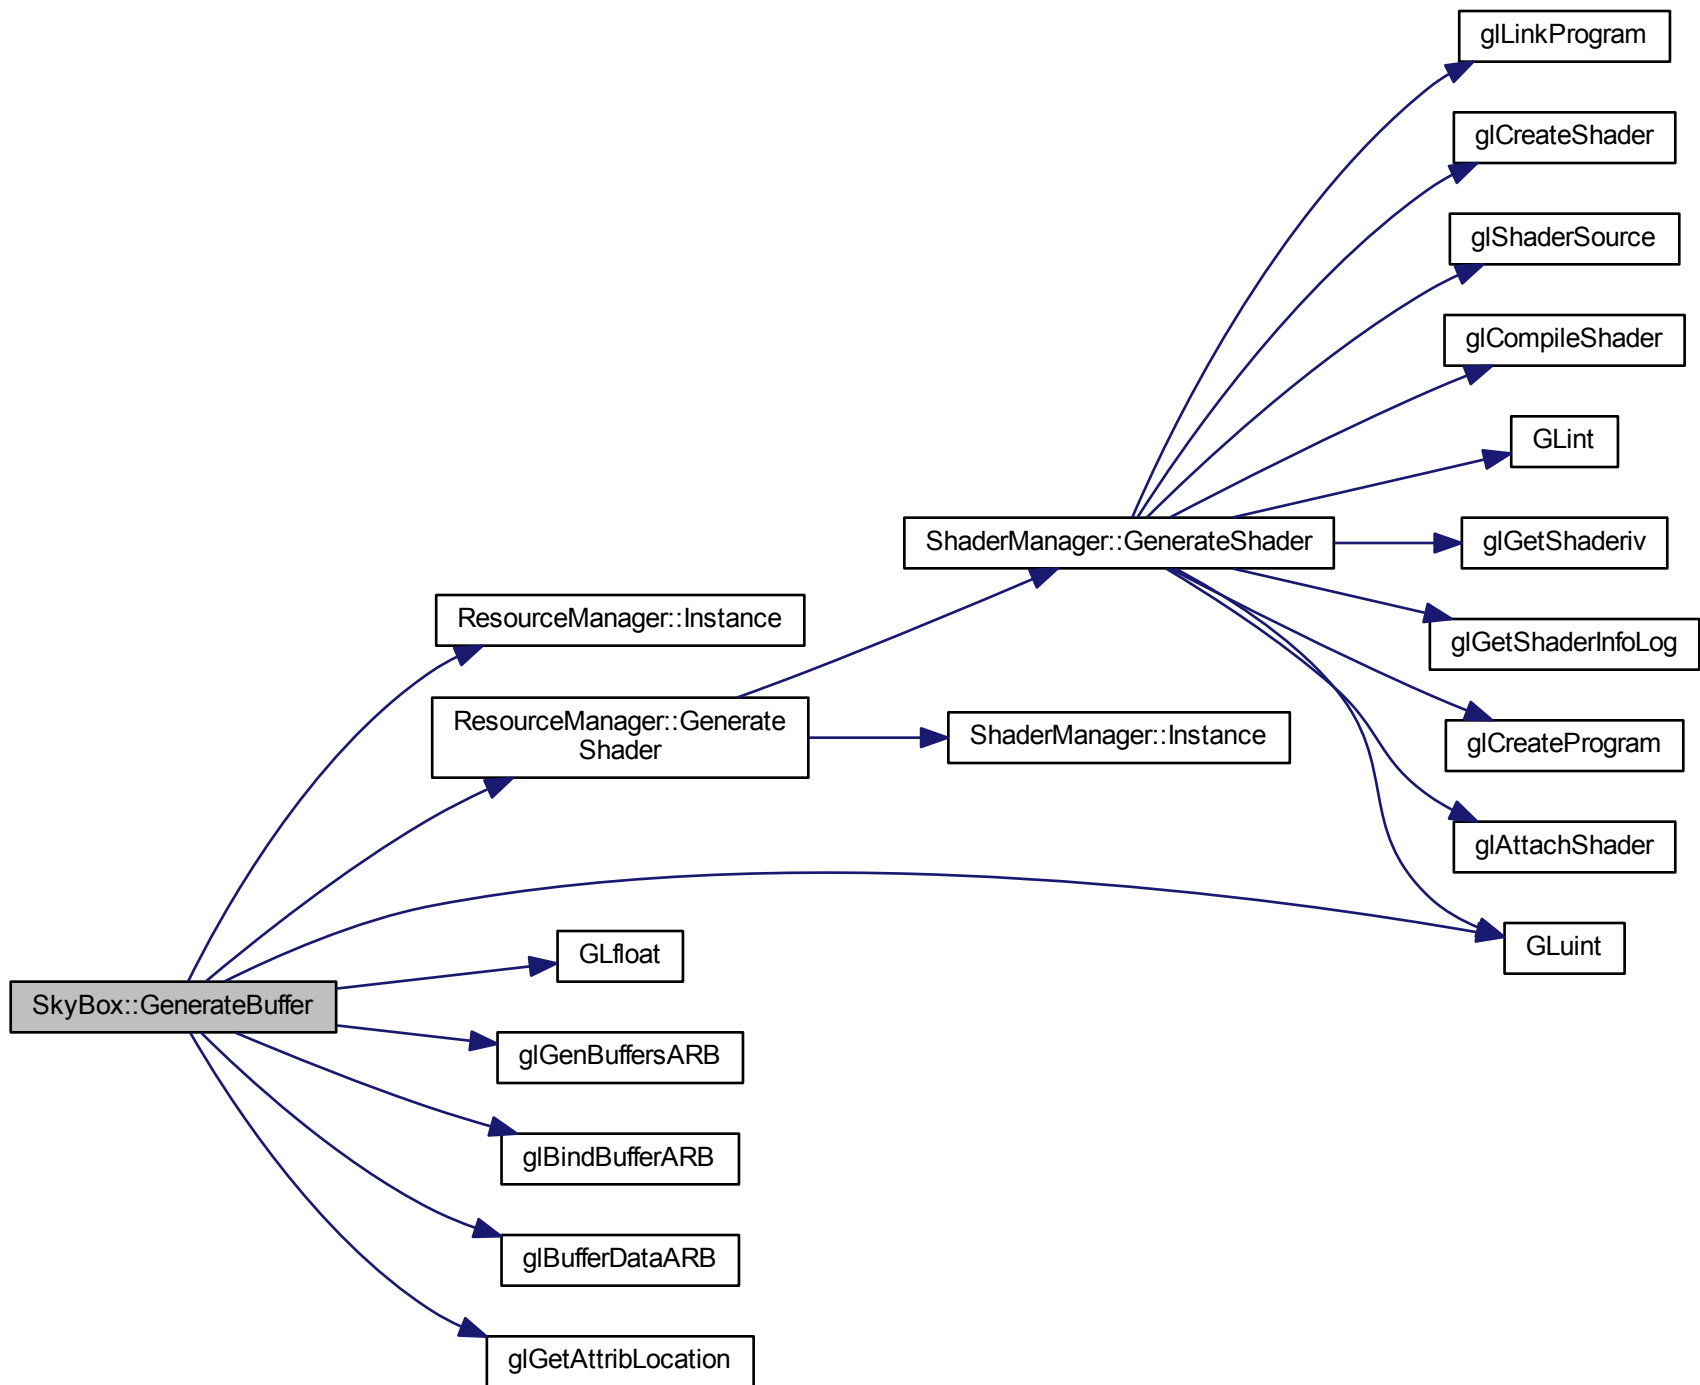 glLinkProgram
glCreateShader
glShaderSource
glCompileShader
GLint
ShaderManager::GenerateShader
glGetShaderiv
ResourceManager::Instance
glGetShaderInfoLog
ResourceManager::Generate
Shader
ShaderManager::Instance
glCreateProgram
glAttachShader
GLfloat
GLuint
SkyBox::GenerateBuffer
glGenBuffersARB
glBindBufferARB
glBufferDataARB
glGetAttribLocation